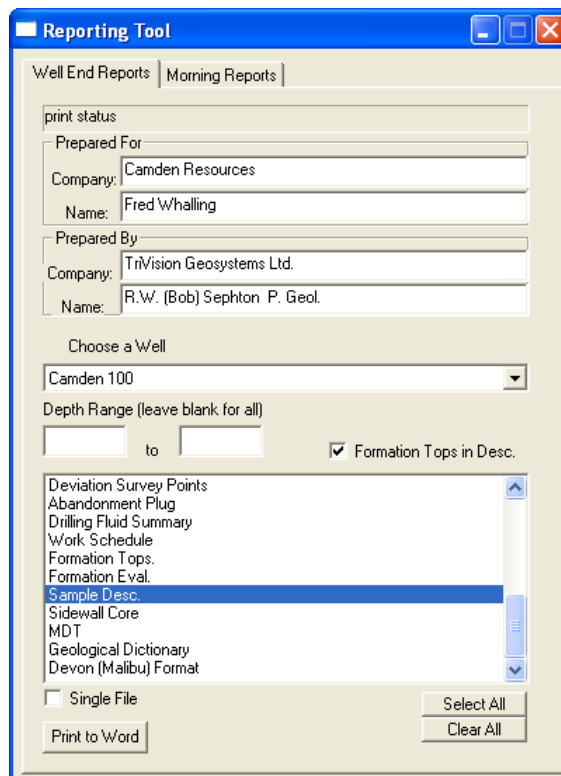 Reporting Tool
Well End Reports Morning Reports
print status
Prepared For
Company: Camden Resources
Name: Fred Whalling
Prepared By
Company: TriVision Geosystems Ltd.
Name: R.W. (Bob) Sephton P. Geol.
Choose a Well
Camden 100
Depth Range (leave blank for all)
to Formation Tops in Desc.
Deviation Survey Points
Abandonment Plug
Drilling Fluid Summary
Work Schedule
Formation Tops.
Formation Eval.
Sample Desc.
Sidewall Core
MDT
Geological Dictionary
Devon (Malibu) Format
Single File Select All
Print to Word Clear All